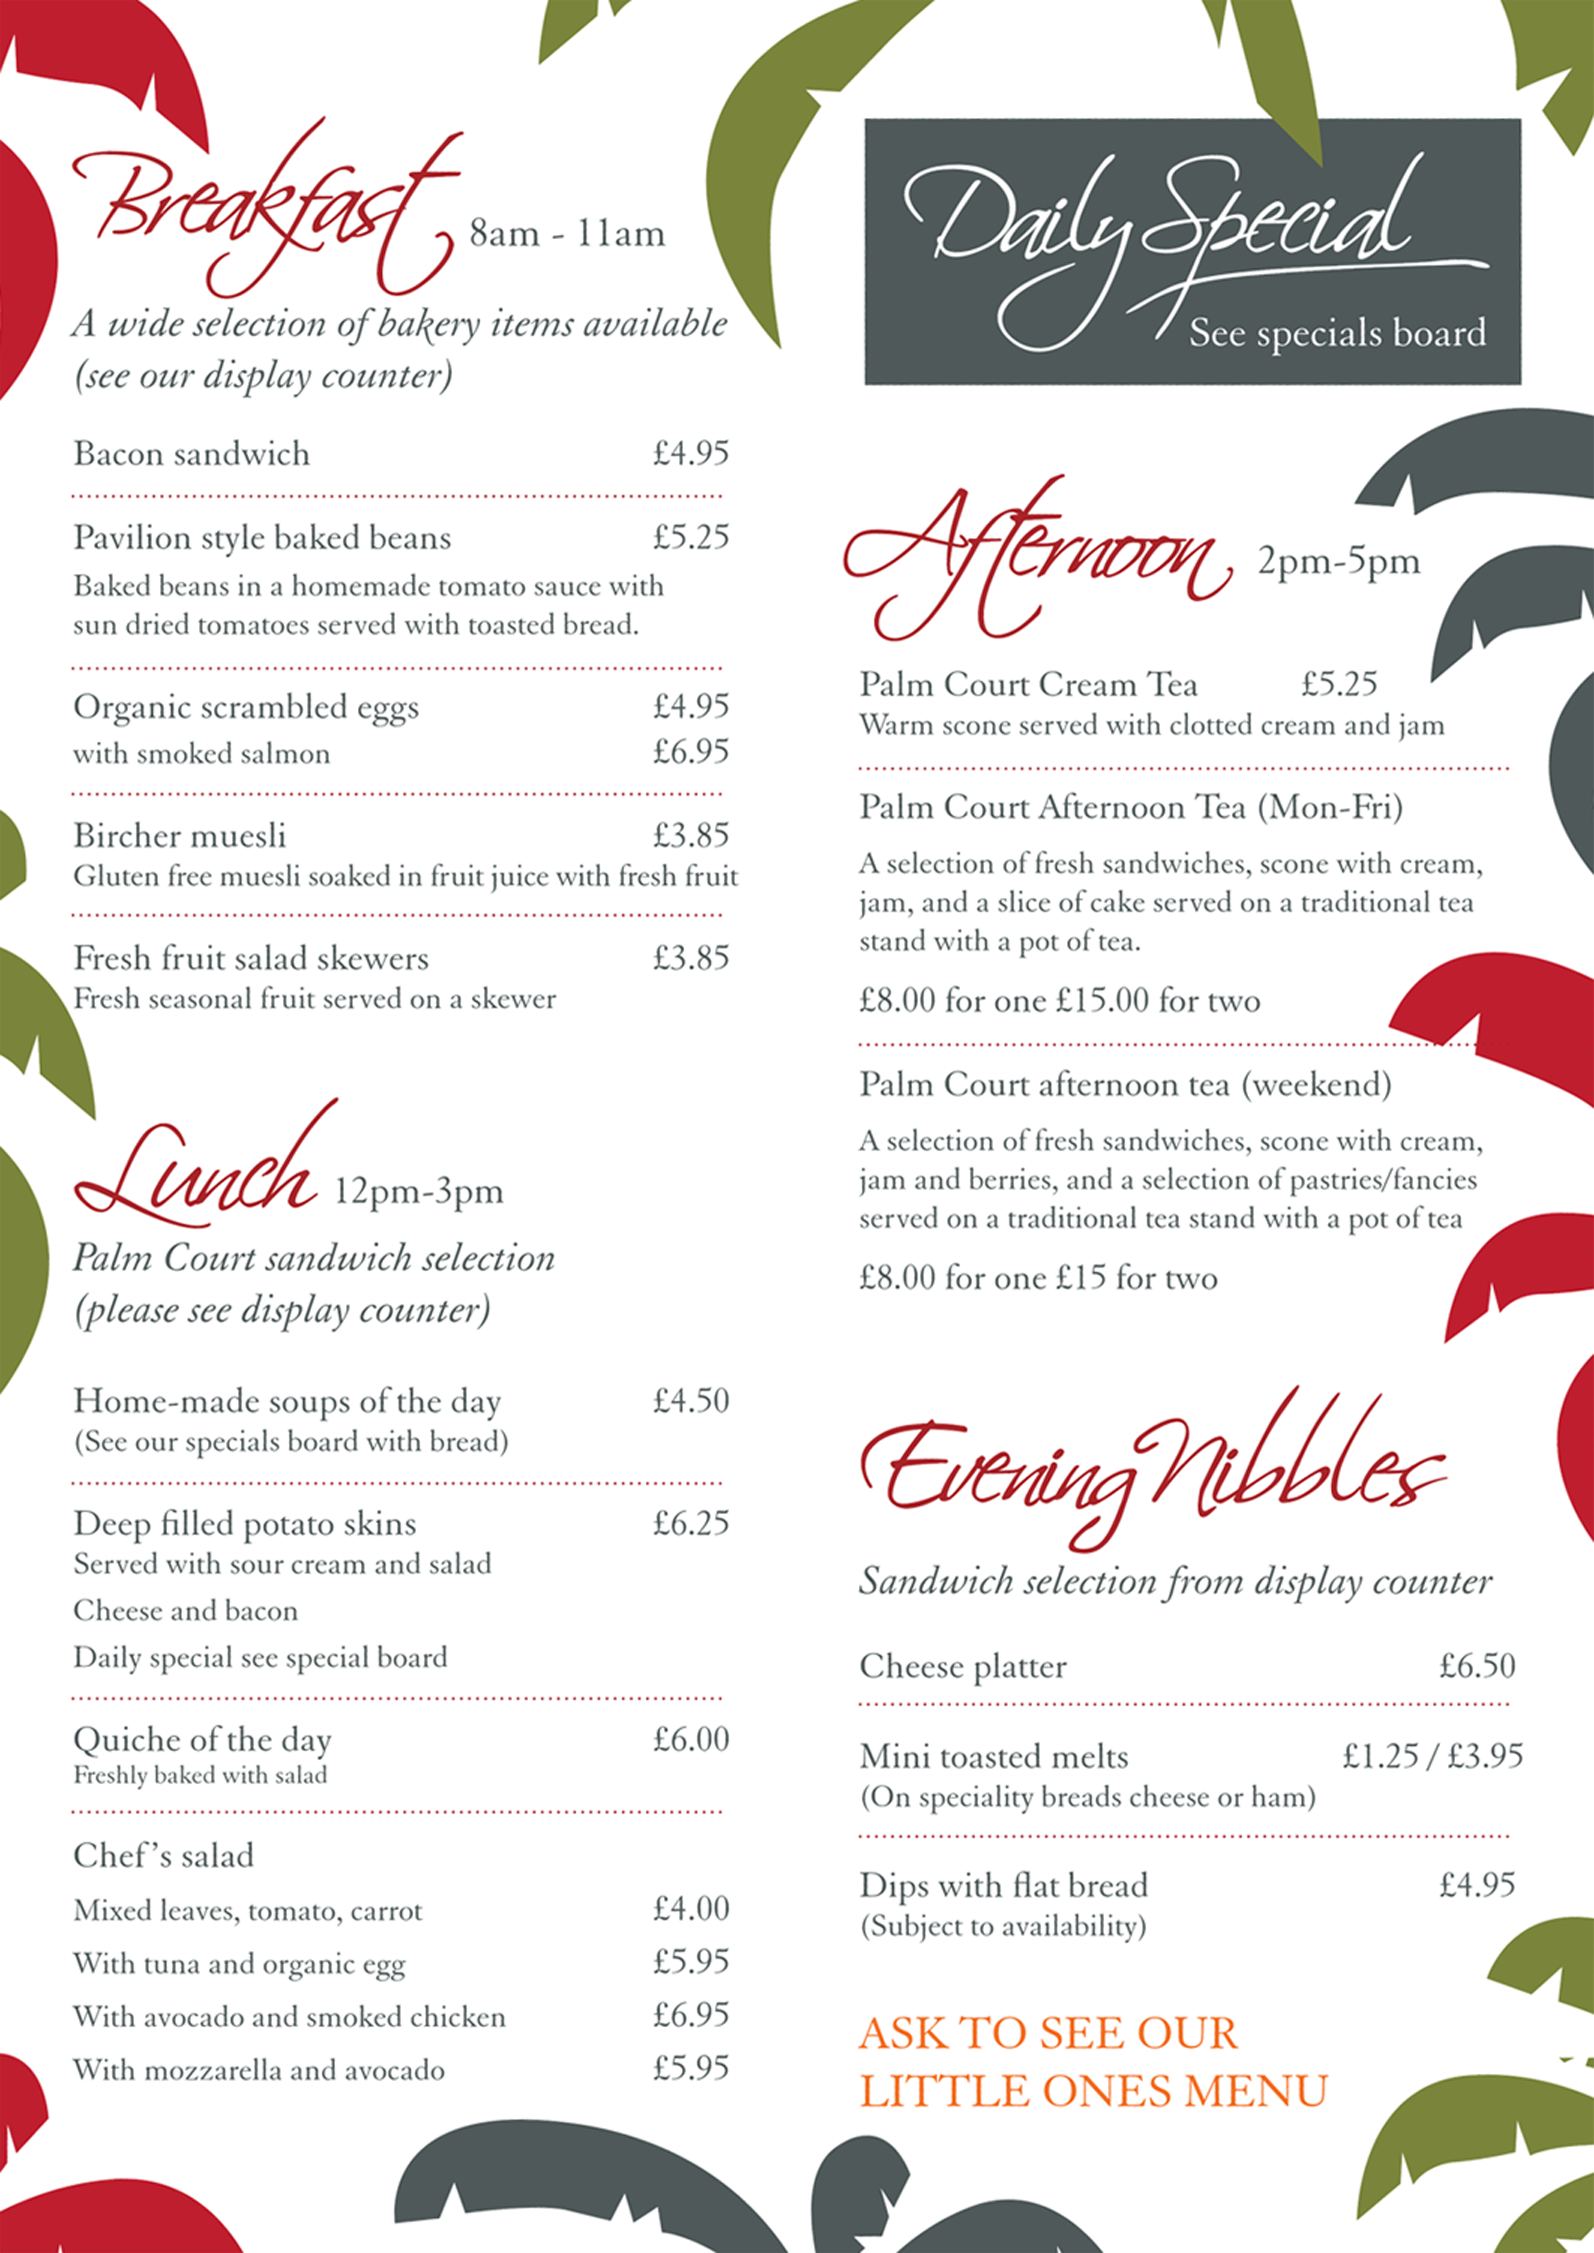 Breakfast 8am - 11am
A wide selection of bakery items available
(see our display counter)
Bacon sandwich £4.95
Pavilion style baked beans £5.25
Baked beans in a homemade tomato sauce with
sun dried tomatoes served with toasted bread.
Organic scrambled eggs £4.95
with smoked salmon £6.95
Bircher muesli £3.85
Gluten free muesli soaked in fruit juice with fresh fruit
Fresh fruit salad skewers £3.85
Fresh seasonal fruit served on a skewer
Lunch 12pm-3pm
Palm Court sandwich selection
(please see display counter)
Home-made soups of the day £4.50
(See our specials board with bread)
Deep filled potato skins £6.25
Served with sour cream and salad
Cheese and bacon
Daily special see special board
Quiche of the day £6.00
Freshly baked with salad
Chef's salad
Mixed leaves, tomato, carrot £4.00
With tuna and organic egg £5.95
With avocado and smoked chicken £6.95
With mozzarella and avocado £5.95
Daily Special
See specials board
Afternoon 2pm-5pm
Palm Court Cream Tea £5.25
Warm scone served with clotted cream and jam
Palm Court Afternoon Tea (Mon-Fri)
A selection of fresh sandwiches, scone with cream,
jam, and a slice of cake served on a traditional tea
stand with a pot of tea.
£8.00 for one £15.00 for two
Palm Court afternoon tea (weekend)
A selection of fresh sandwiches, scone with cream,
jam and berries, and a selection of pastries/fancies
served on a traditional tea stand with a pot of tea
£8.00 for one £15 for two
Evening Nibbles
Sandwich selection from display counter
Cheese platter £6.50
Mini toasted melts £1.25 / £3.95
(On speciality breads cheese or ham)
Dips with flat bread £4.95
(Subject to availability)
ASK TO SEE OUR
LITTLE ONES MENU